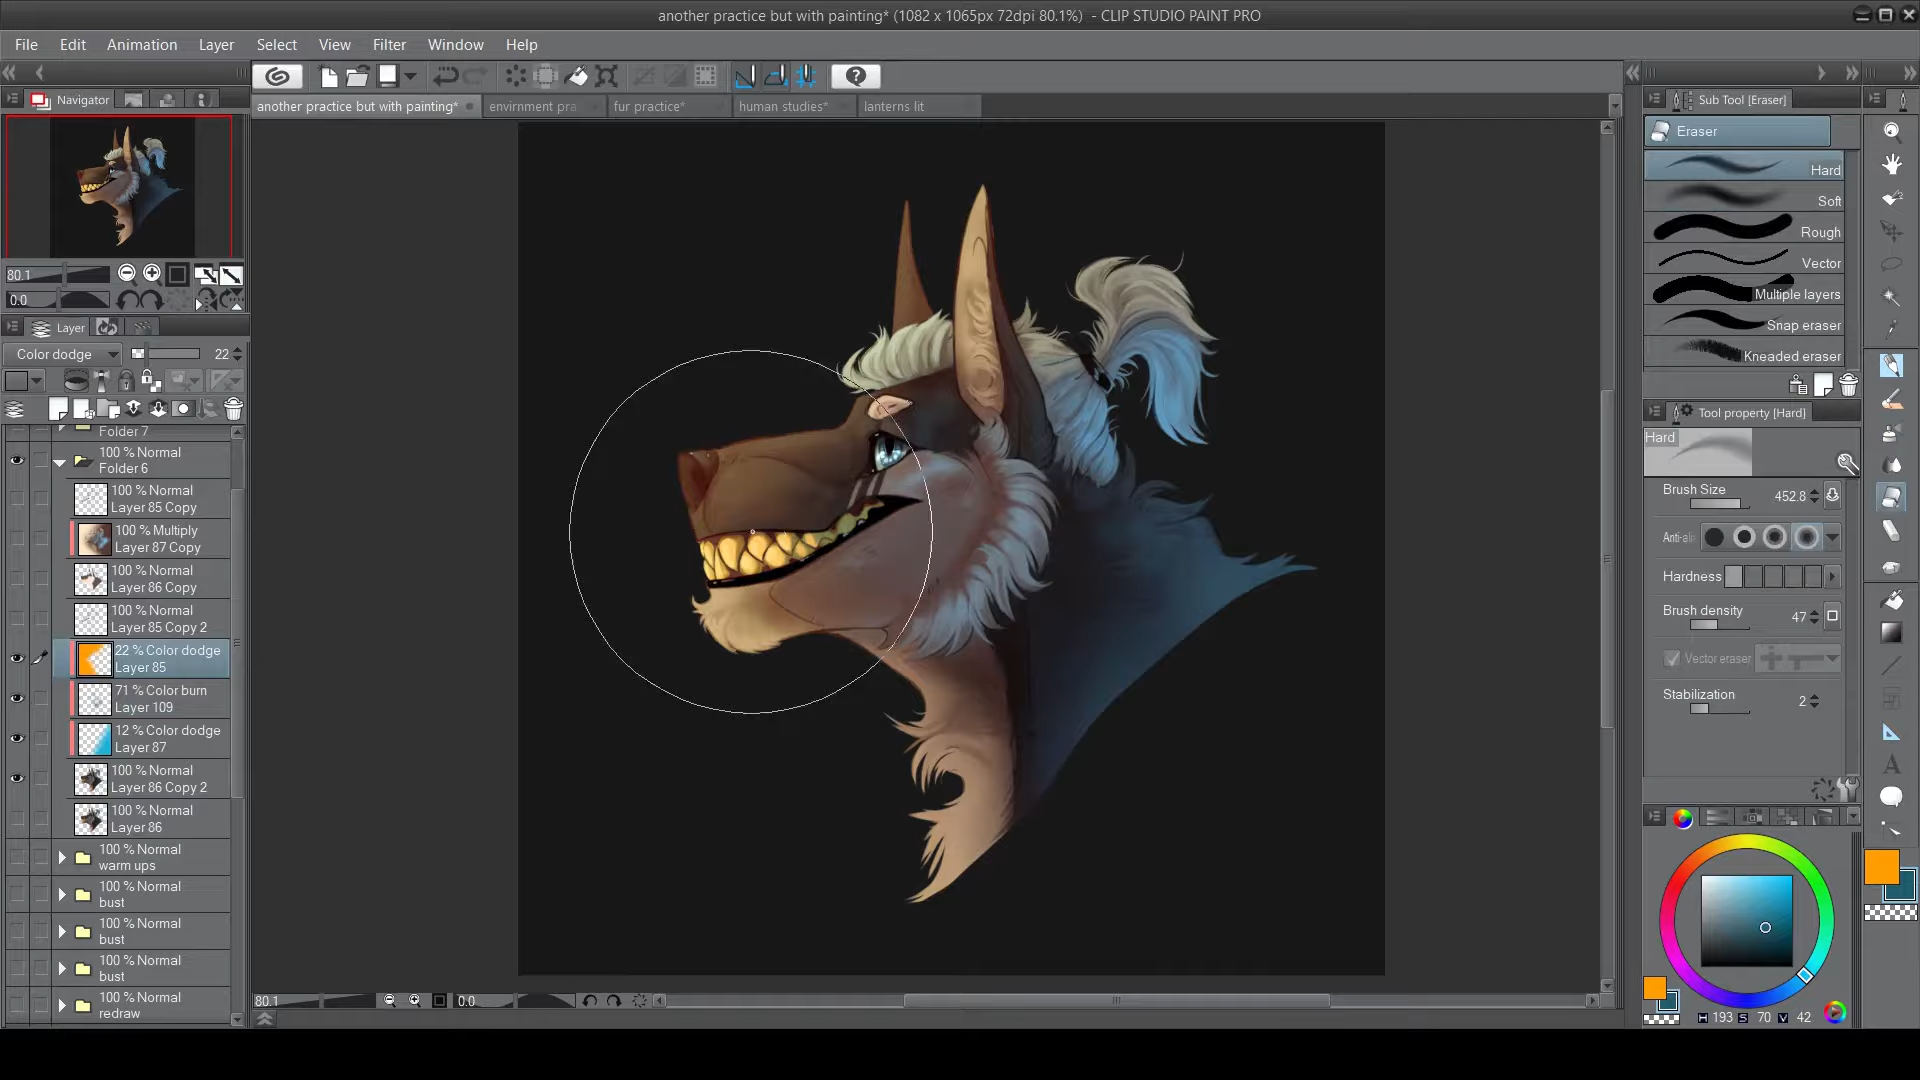 another practice but with painting* (1082 x 1065px 72dpi 80.1%) - CLIP STUDIO PAINT PRO
File Edit Animation Layer Select View Filter Window Help
Navigator
another practice but with painting* envirnment pra fur practice* human studies* lanterns lit
Sub Tool [Eraser]
Eraser
Hard
Soft
Rough
Vector
Multiple layers
Snap eraser
Kneaded eraser
80.1
0.0
Layer
Color dodge 22
Folder 7
100 % Normal
Folder 6
100 % Normal
Layer 85 Copy
100 % Multiply
Layer 87 Copy
100 % Normal
Layer 86 Copy
100 % Normal
Layer 85 Copy 2
22 % Color dodge
Layer 85
71 % Color burn
Layer 109
12 % Color dodge
Layer 87
100 % Normal
Layer 86 Copy 2
100 % Normal
Layer 86
100 % Normal
warm ups
100 % Normal
bust
100 % Normal
bust
100 % Normal
bust
100 % Normal
redraw
Tool property [Hard]
Hard
Brush Size 452.8
Anti-ali
Hardness
Brush density 47
Vector eraser
Stabilization 2
80.1 0.0
H 193 S 70 V 42